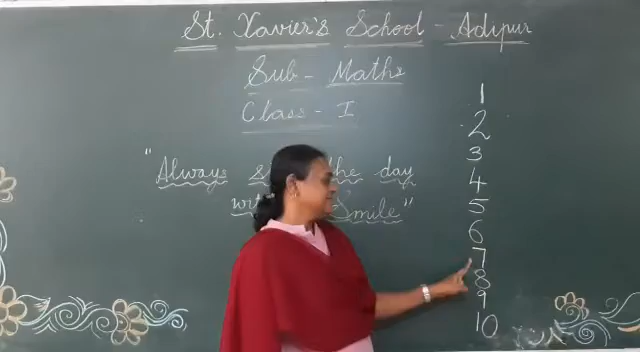 St. Xavier's School - Adipur
Sub - Maths
Class - I
"Always the day
Smile"
1
2
3
4
5
6
7
8
9
10